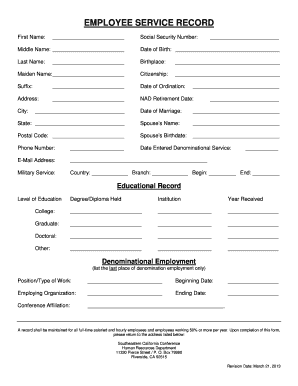 EMPLOYEE SERVICE RECORD
First Name: Social Security Number:
Middle Name: Date of Birth:
Last Name: Birthplace:
Maiden Name: Citizenship:
Suffix: Date of Ordination:
Address: NAD Retirement Date:
City: Date of Marriage:
State: Spouse's Name:
Postal Code: Spouse's Birthdate:
Phone Number: Date Entered Denominational Service:
E-Mail Address:
Military Service: Country: Branch: Begin: End:
Educational Record
Level of Education Degree/Diploma Held Institution Year Received
College:
Graduate:
Doctoral:
Other:
Denominational Employment
(list the last place of denomination employment only)
Position/Type of Work: Beginning Date:
Employing Organization: Ending Date:
Conference Affiliation:
A record shall be maintained for all full-time salaried and hourly employees and employees working 50% or more per year. Upon completion of this form,
please return to the address listed below:
Southeastern California Conference
Human Resources Department
11330 Pierce Street / P. O. Box 79990
Riverside, CA 92513
Revision Date: March 21, 2013